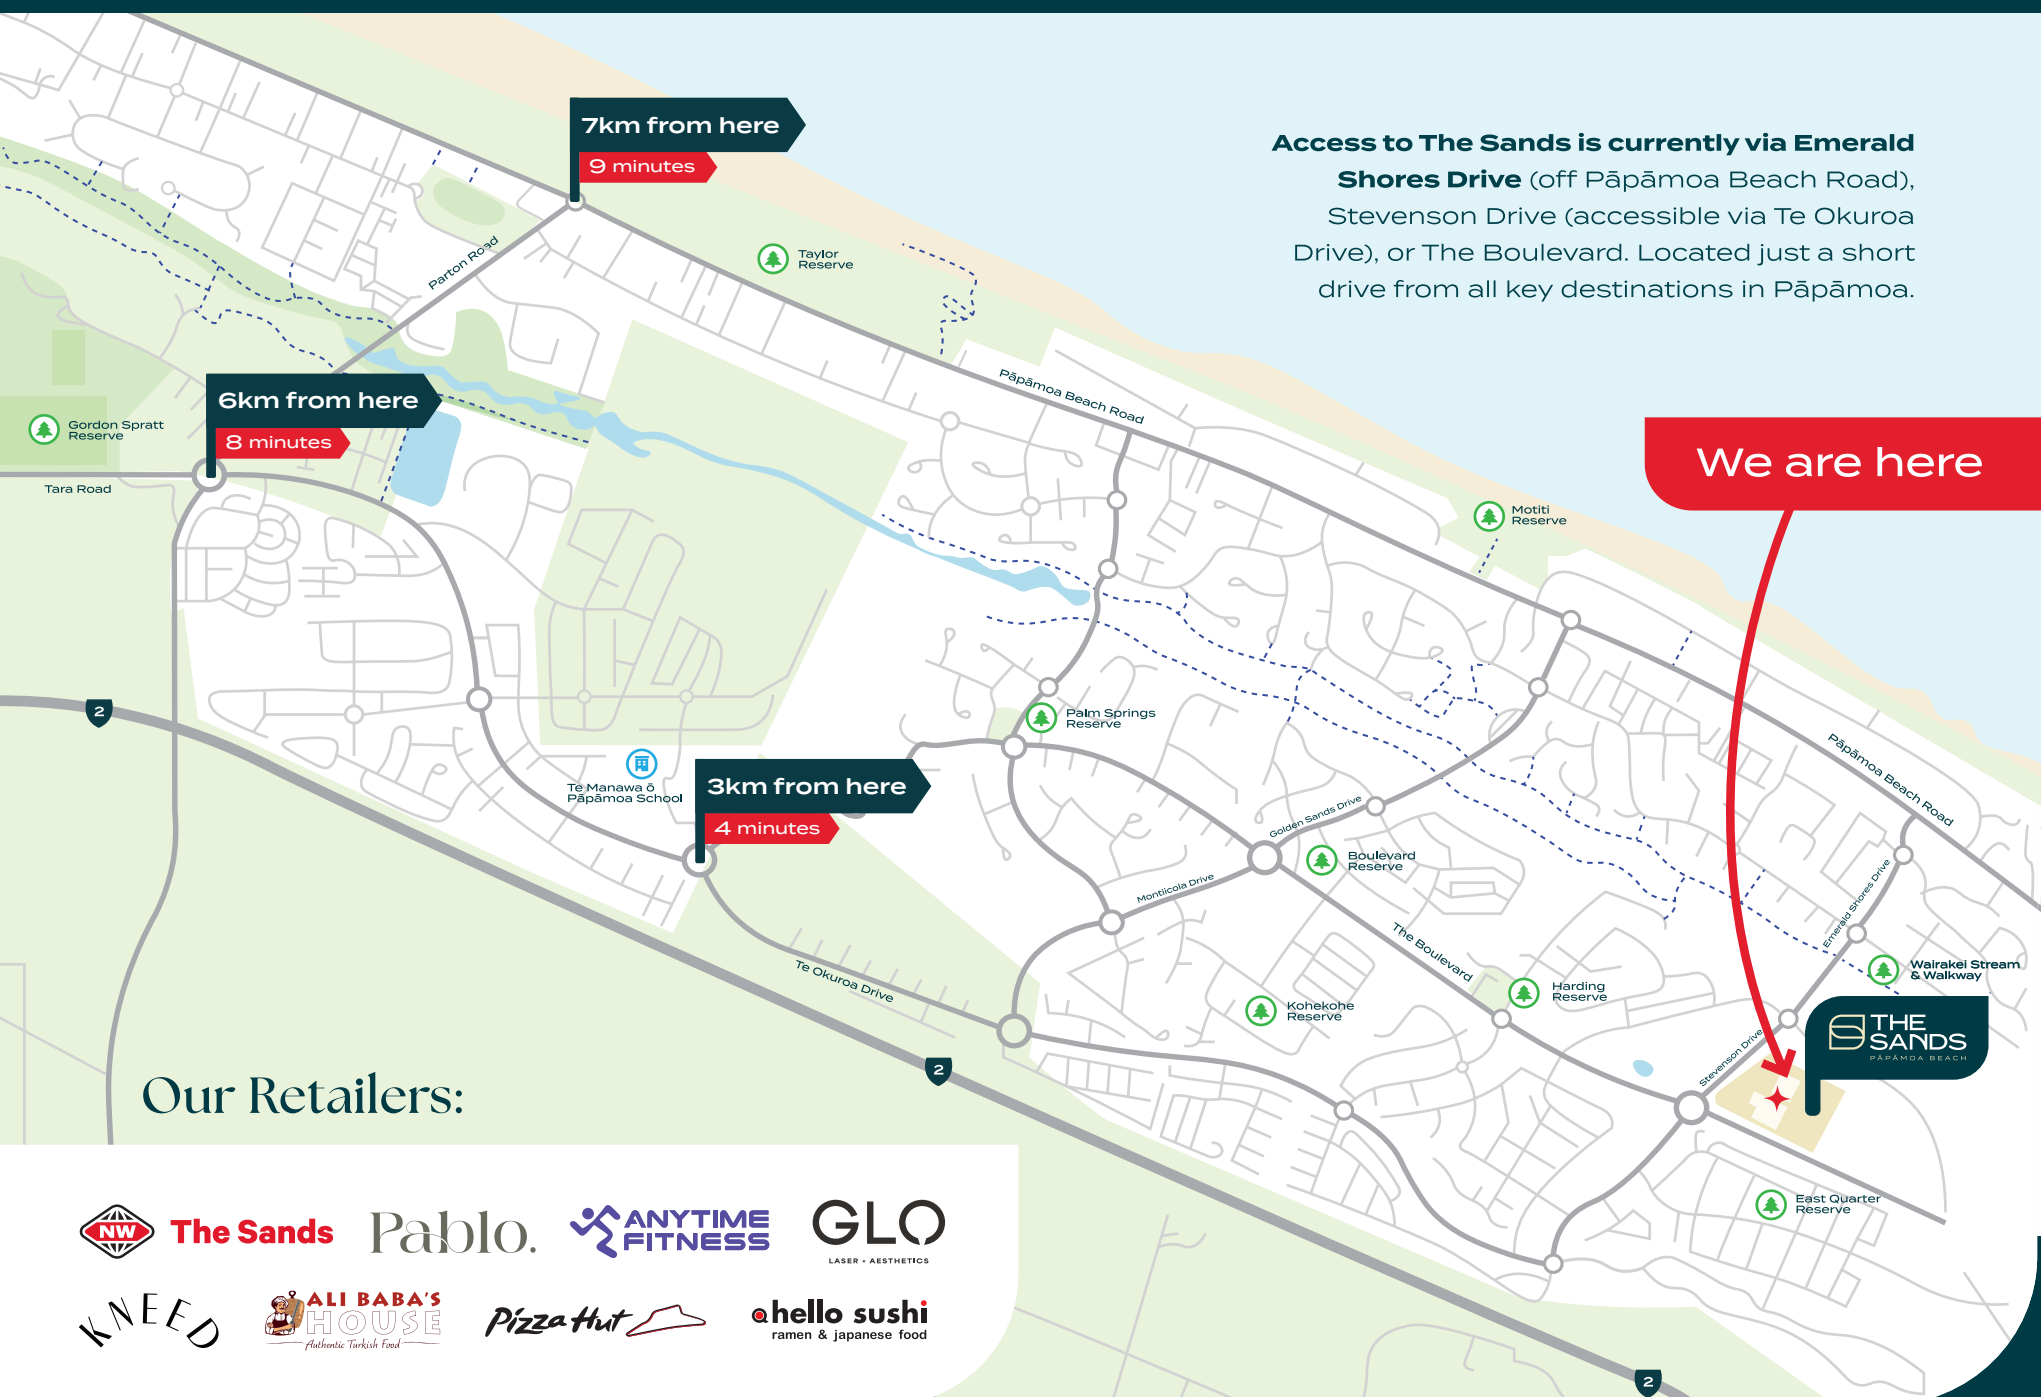 7km from here
9 minutes
Access to The Sands is currently via Emerald
Shores Drive (off Pāpāmoa Beach Road),
Stevenson Drive (accessible via Te Okuroa
Drive), or The Boulevard. Located just a short
drive from all key destinations in Pāpāmoa.
Parton Road
Taylor
Reserve
6km from here
8 minutes
Gordon Spratt
Reserve
Tara Road
Pāpāmoa Beach Road
We are here
Motiti
Reserve
2
Palm Springs
Reserve
Te Manawa ō
Pāpāmoa School
3km from here
4 minutes
Pāpāmoa Beach Road
Golden Sands Drive
Boulevard
Reserve
Monticola Drive
Emerald Shores Drive
The Boulevard
Te Okuroa Drive
Wairakei Stream
& Walkway
Harding
Reserve
Kohekohe
Reserve
THE
SANDS
PĀPĀMOA BEACH
Stevenson Drive
2
Our Retailers:
East Quarter
Reserve
NW The Sands
Pablo.
ANYTIME
FITNESS
GLO
LASER + AESTHETICS
KNEED
ALI BABA'S
HOUSE
Authentic Turkish Food
Pizza Hut
hello sushi
ramen & japanese food
2